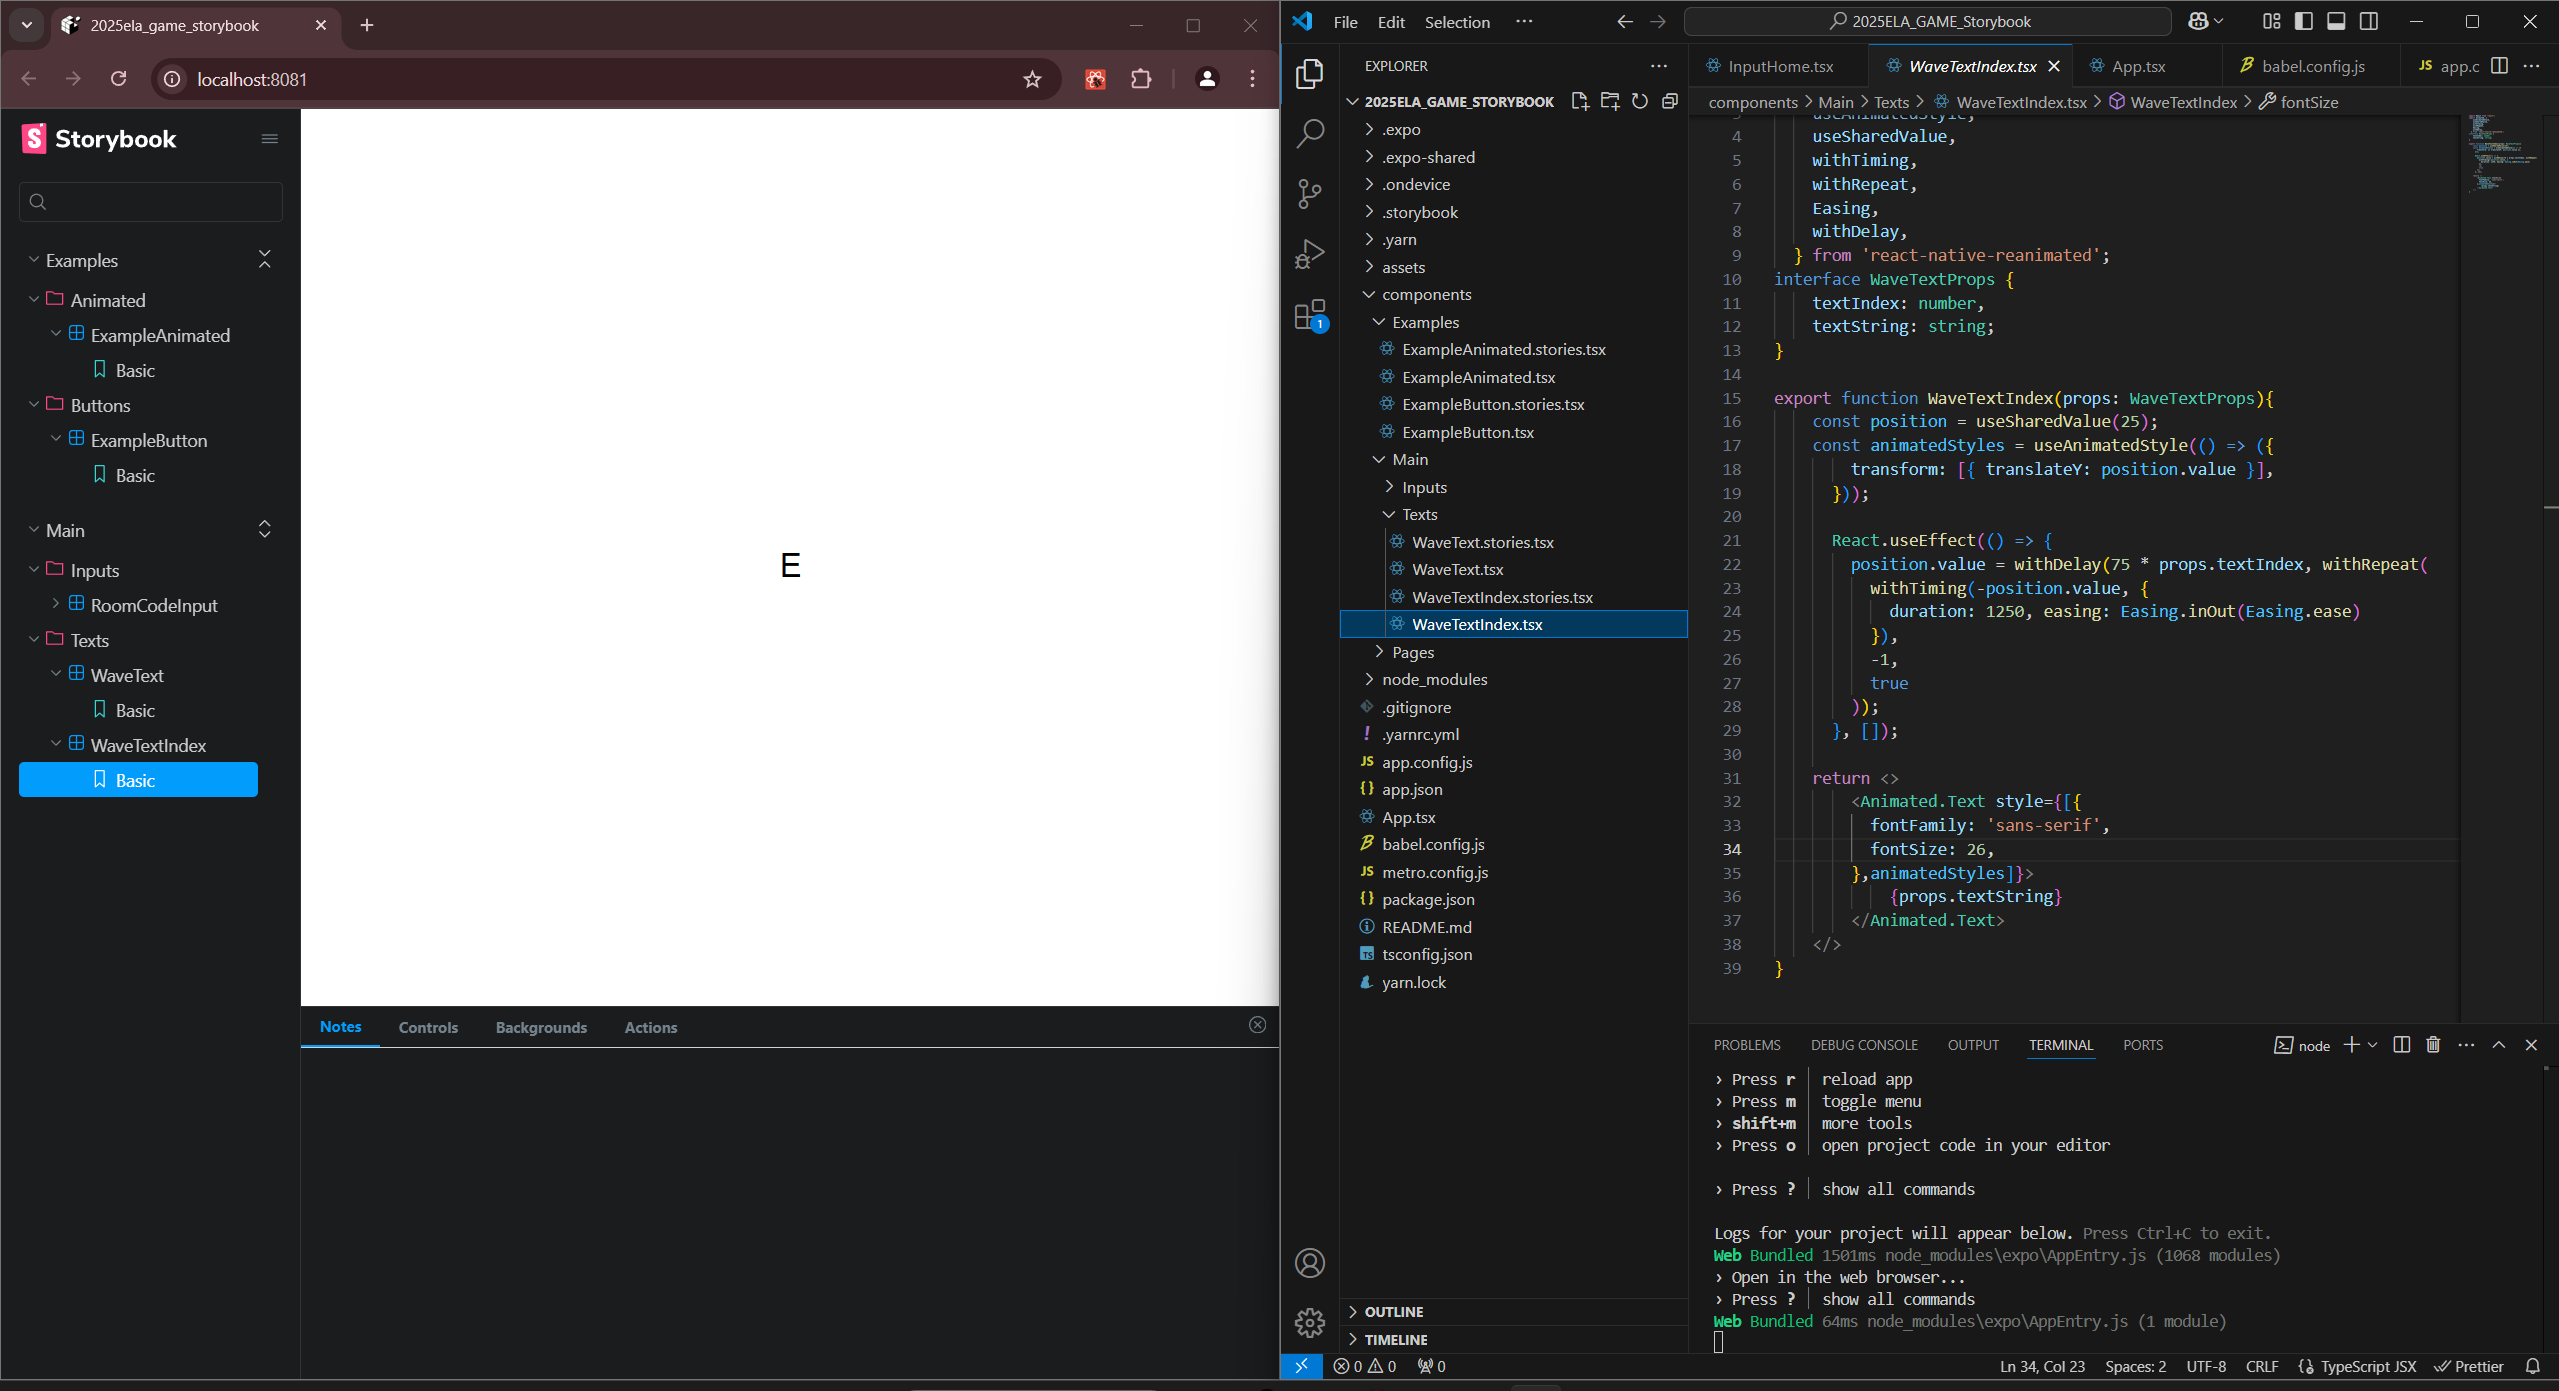 2025ela_game_storybook
localhost:8081
Storybook
Examples
Animated
ExampleAnimated
Basic
Buttons
ExampleButton
Basic
Main
Inputs
RoomCodeInput
Texts
WaveText
Basic
WaveTextIndex
Basic
E
Notes Controls Backgrounds Actions
File Edit Selection ···
2025ELA_GAME_Storybook
EXPLORER
2025ELA_GAME_STORYBOOK
.expo
.expo-shared
.ondevice
.storybook
.yarn
assets
components
Examples
ExampleAnimated.stories.tsx
ExampleAnimated.tsx
ExampleButton.stories.tsx
ExampleButton.tsx
Main
Inputs
Texts
WaveText.stories.tsx
WaveText.tsx
WaveTextIndex.stories.tsx
WaveTextIndex.tsx
Pages
node_modules
.gitignore
! .yarnrc.yml
JS app.config.js
{} app.json
App.tsx
babel.config.js
JS metro.config.js
{} package.json
README.md
TS tsconfig.json
yarn.lock
OUTLINE
TIMELINE
1
InputHome.tsx WaveTextIndex.tsx App.tsx babel.config.js JS app.c
components > Main > Texts > WaveTextIndex.tsx > WaveTextIndex > fontSize
3 useAnimatedStyle,
4 useSharedValue,
5 withTiming,
6 withRepeat,
7 Easing,
8 withDelay,
9 } from 'react-native-reanimated';
10 interface WaveTextProps {
11 textIndex: number,
12 textString: string;
13 }
14
15 export function WaveTextIndex(props: WaveTextProps){
16 const position = useSharedValue(25);
17 const animatedStyles = useAnimatedStyle(() => ({
18 transform: [{ translateY: position.value }],
19 }));
20
21 React.useEffect(() => {
22 position.value = withDelay(75 * props.textIndex, withRepeat(
23 withTiming(-position.value, {
24 duration: 1250, easing: Easing.inOut(Easing.ease)
25 }),
26 -1,
27 true
28 ));
29 }, []);
30
31 return <>
32 <Animated.Text style={[{
33 fontFamily: 'sans-serif',
34 fontSize: 26,
35 },animatedStyles]}>
36 {props.textString}
37 </Animated.Text>
38 </>
39 }
PROBLEMS DEBUG CONSOLE OUTPUT TERMINAL PORTS
node
› Press r │ reload app
› Press m │ toggle menu
› shift+m │ more tools
› Press o │ open project code in your editor
› Press ? │ show all commands
Logs for your project will appear below. Press Ctrl+C to exit.
Web Bundled 1501ms node_modules\expo\AppEntry.js (1068 modules)
› Open in the web browser...
› Press ? │ show all commands
Web Bundled 64ms node_modules\expo\AppEntry.js (1 module)
0 0 0
Ln 34, Col 23 Spaces: 2 UTF-8 CRLF TypeScript JSX Prettier